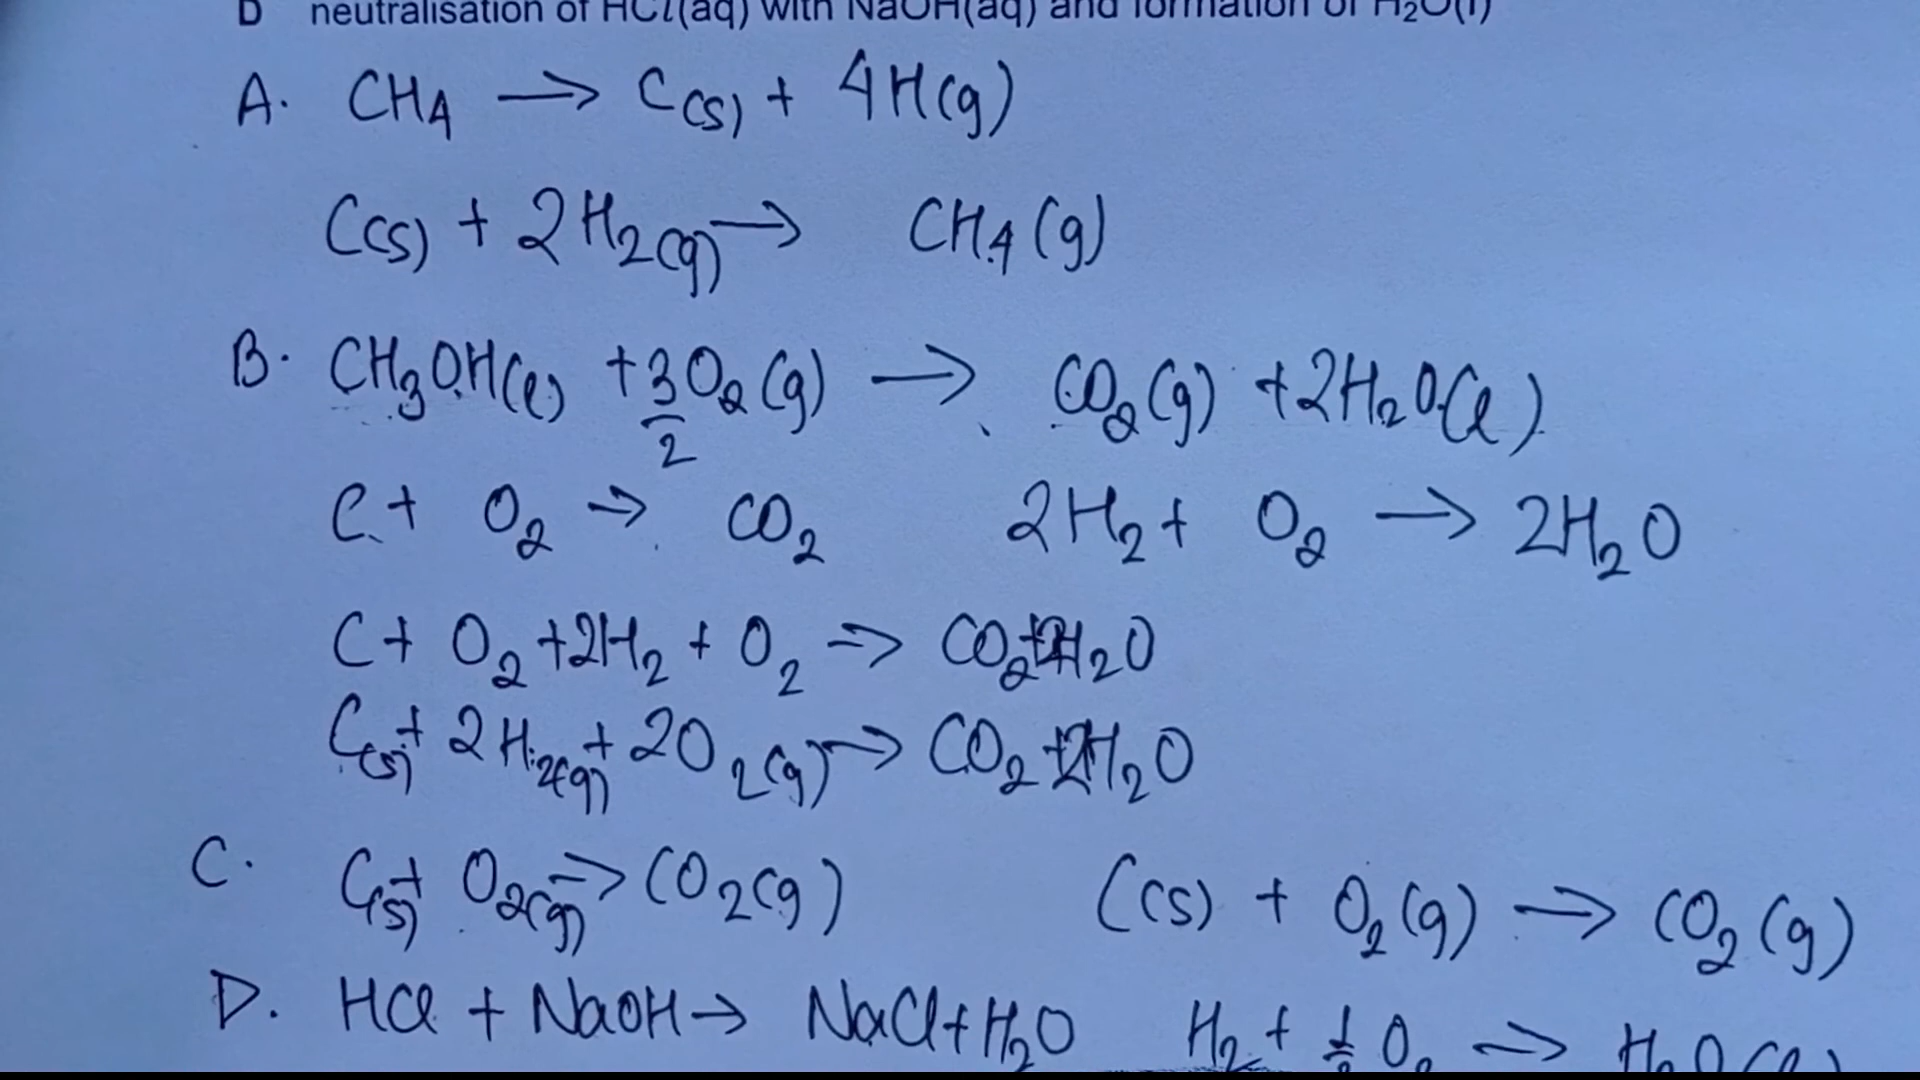 D neutralisation of HCl(aq) with NaOH(aq) and formation of H₂O(l)
A. CH4 → C(s) + 4H(g)
C(s) + 2H₂(g) → CH₄(g)
B. CH₃OH(l) + 3/2 O₂(g) → CO₂(g) + 2H₂O(l)
C + O₂ → CO₂ 2H₂ + O₂ → 2H₂O
C + O₂ + 2H₂ + O₂ → CO₂ + 2H₂O
C(s) + 2H₂(g) + 2O₂(g) → CO₂ + 2H₂O
C. C(s) + O₂(g) → CO₂(g) C(s) + O₂(g) → CO₂(g)
D. HCl + NaOH → NaCl + H₂O H₂ + ½ O₂ → H₂O(l)